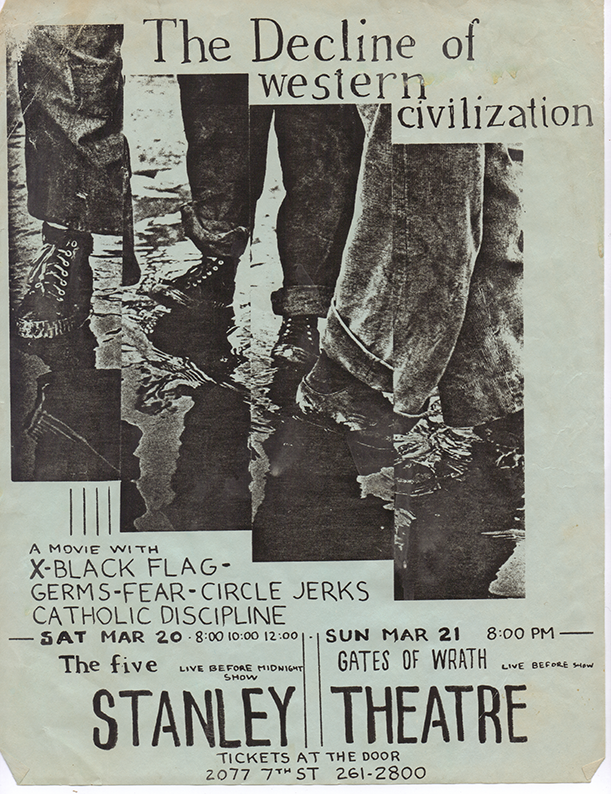 The Decline of
western
civilization
A MOVIE WITH
X-BLACK FLAG-
GERMS-FEAR-CIRCLE JERKS
CATHOLIC DISCIPLINE
SAT MAR 20 · 8:00 10:00 12:00
The five LIVE BEFORE MIDNIGHT
SHOW
SUN MAR 21 8:00 PM
GATES OF WRATH LIVE BEFORE SHOW
STANLEY THEATRE
TICKETS AT THE DOOR
2077 7TH ST 261-2800